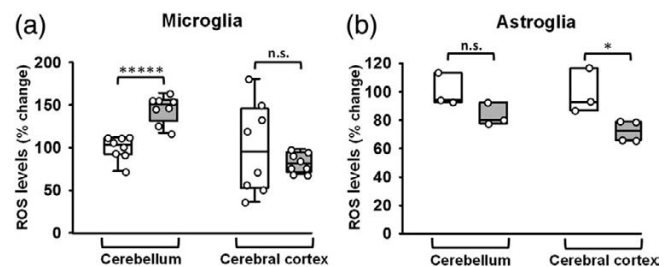 (a) Microglia
ROS levels (% change)
200
150
100
50
0
*****
n.s.
Cerebellum
Cerebral cortex
(b) Astroglia
ROS levels (% change)
120
100
80
60
40
20
0
n.s.
*
Cerebellum
Cerebral cortex